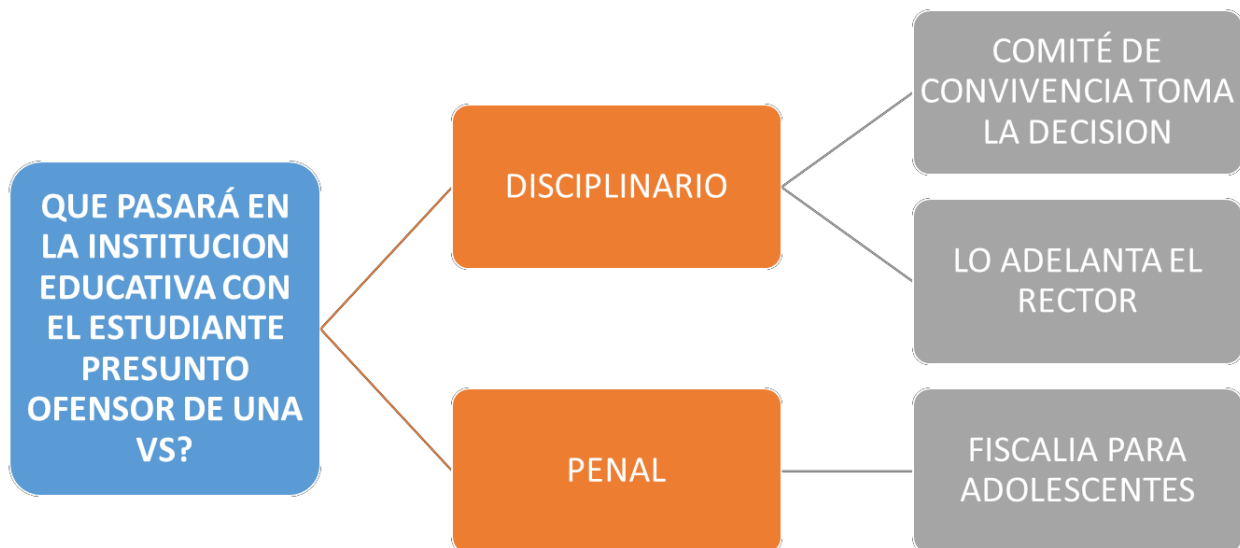 QUE PASARÁ EN
LA INSTITUCION
EDUCATIVA CON
EL ESTUDIANTE
PRESUNTO
OFENSOR DE UNA
VS?
DISCIPLINARIO
COMITÉ DE
CONVIVENCIA TOMA
LA DECISION
LO ADELANTA EL
RECTOR
PENAL
FISCALIA PARA
ADOLESCENTES